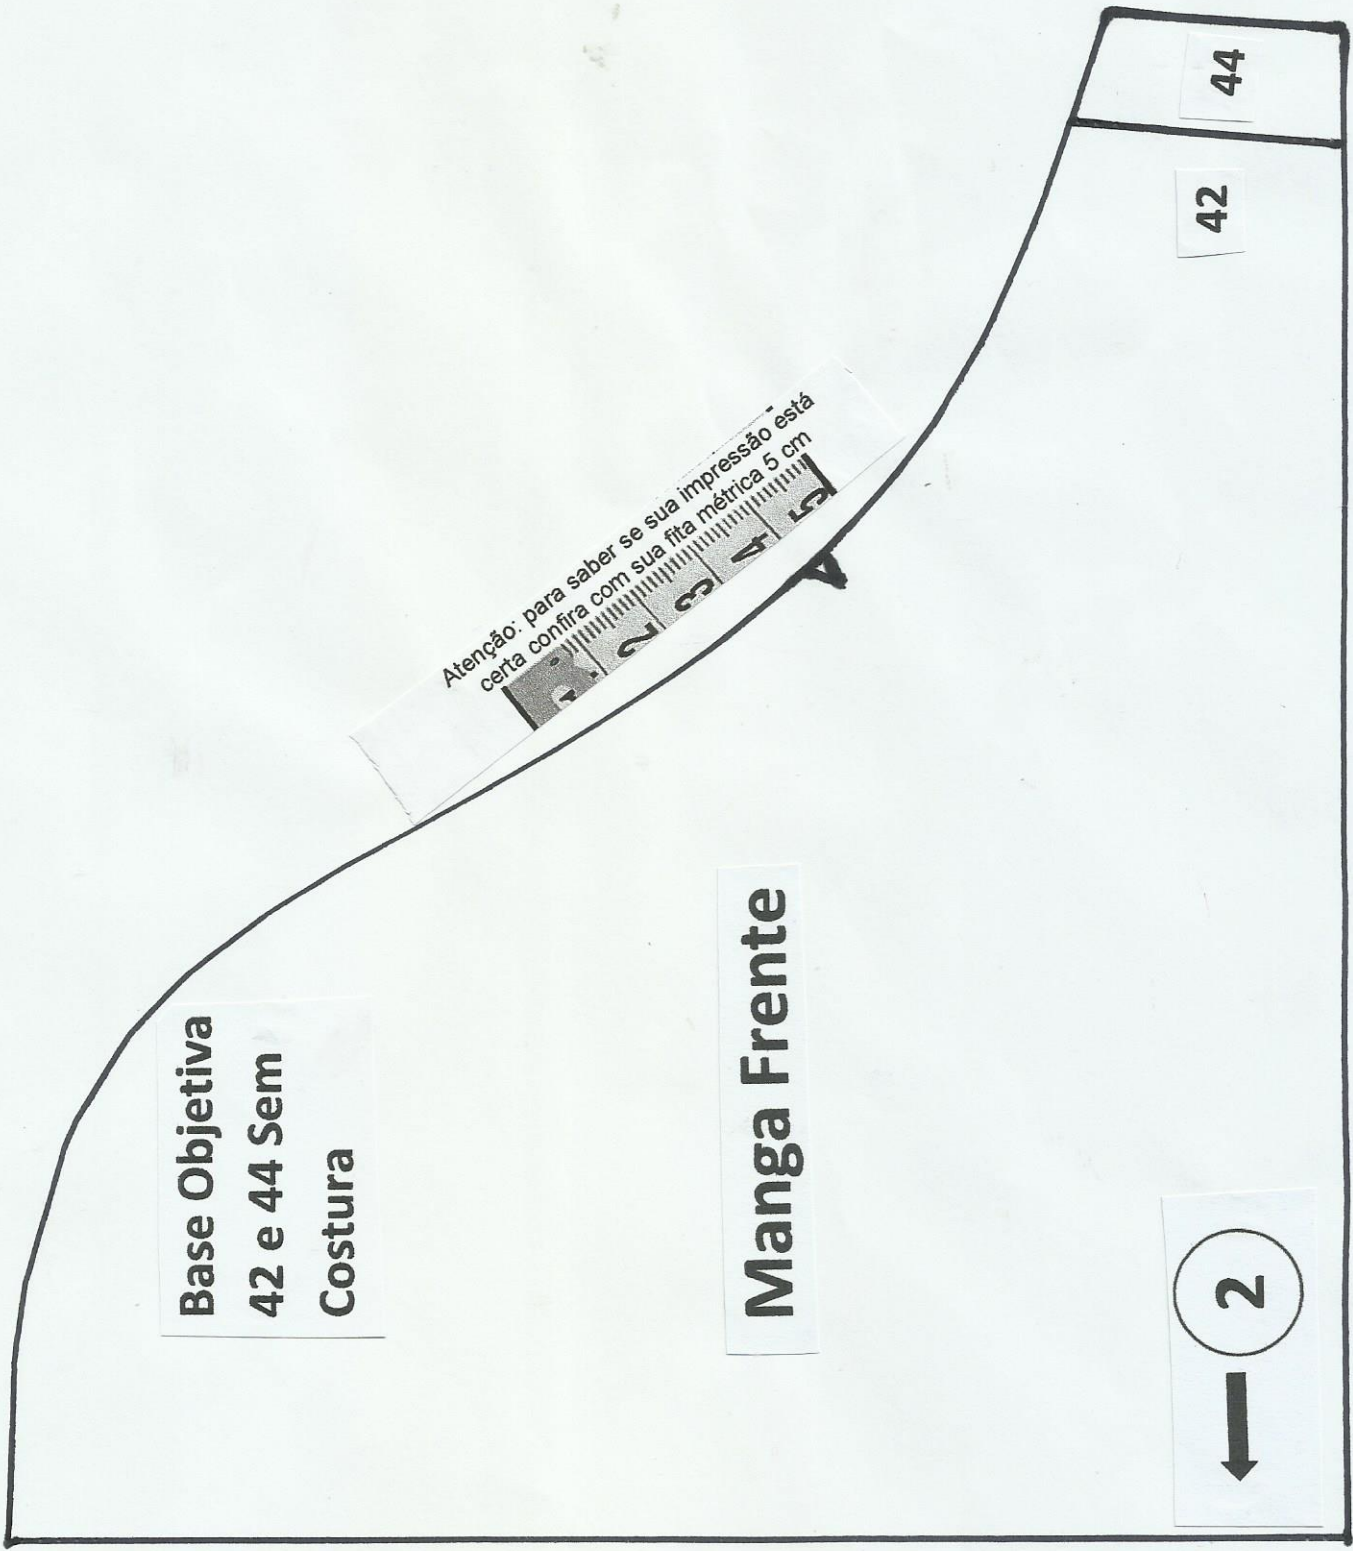 44
42
Atenção: para saber se sua impressão está
certa confira com sua fita métrica 5 cm
1 2 3 4 5
Base Objetiva
42 e 44 Sem
Costura
Manga Frente
2